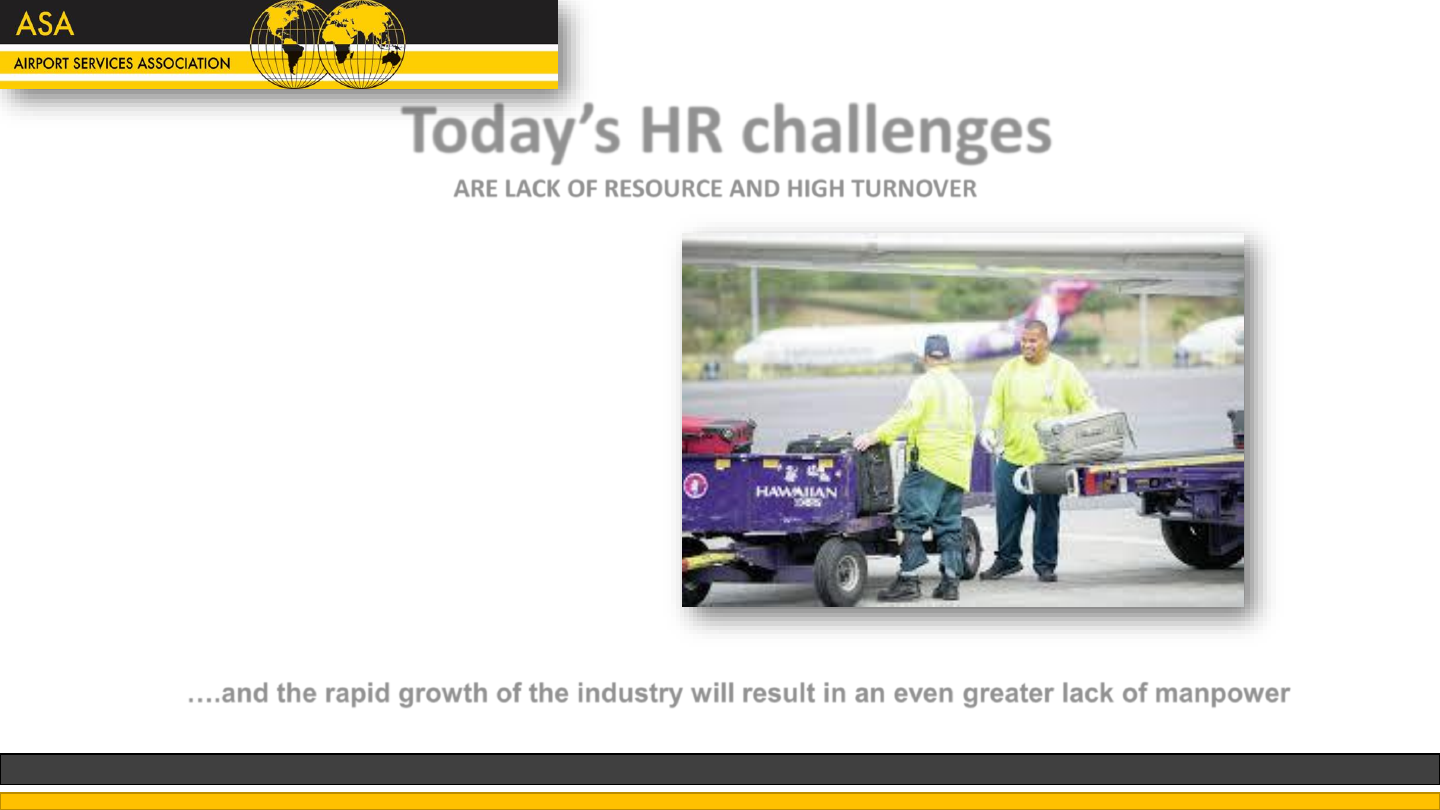 ASA
AIRPORT SERVICES ASSOCIATION
Today’s HR challenges
ARE LACK OF RESOURCE AND HIGH TURNOVER
HAWAIIAN
….and the rapid growth of the industry will result in an even greater lack of manpower